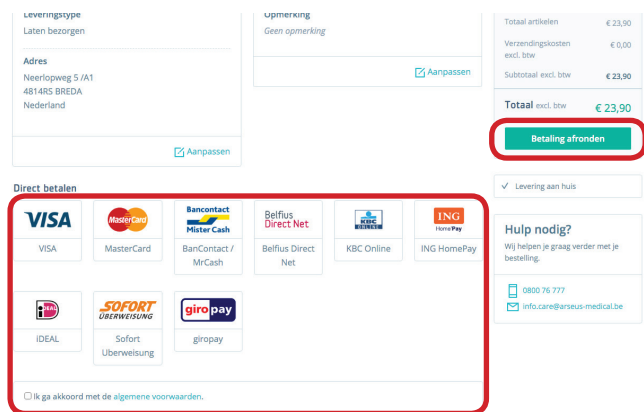 Leveringstype
Laten bezorgen
Adres
Neerlopweg 5 /A1
4814RS BREDA
Nederland
Aanpassen
Opmerking
Geen opmerking
Aanpassen
Totaal artikelen € 23,90
Verzendingskosten € 0,00
excl. btw
Subtotaal excl. btw € 23,90
Totaal excl. btw € 23,90
Betaling afronden
Levering aan huis
Hulp nodig?
Wij helpen je graag verder met je
bestelling.
0800 76 777
info.care@arseus-medical.be
Direct betalen
VISA
VISA
MasterCard
MasterCard
Bancontact
Mister Cash
BanContact /
MrCash
Belfius
Direct Net
Belfius Direct
Net
KBC
ONLINE
KBC Online
ING
Home'Pay
ING HomePay
iDEAL
iDEAL
SOFORT
ÜBERWEISUNG
Sofort
Uberweisung
giropay
giropay
Ik ga akkoord met de algemene voorwaarden.